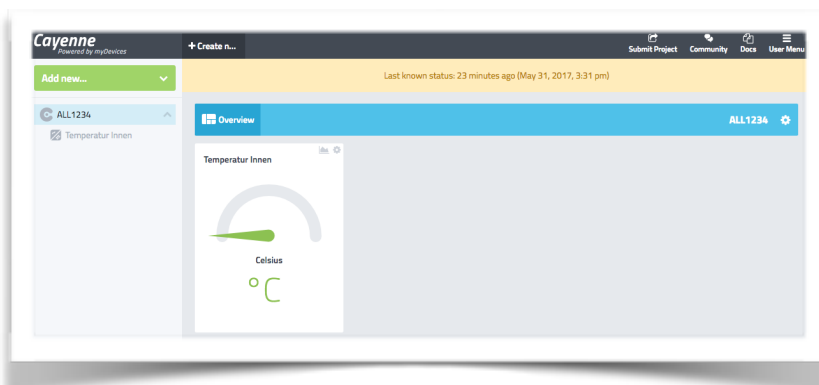 Cayenne
Powered by myDevices
+ Create n...
Submit Project
Community
Docs
User Menu
Add new...
Last known status: 23 minutes ago (May 31, 2017, 3:31 pm)
ALL1234
Temperatur Innen
Overview
ALL1234
Temperatur Innen
Celsius
°C